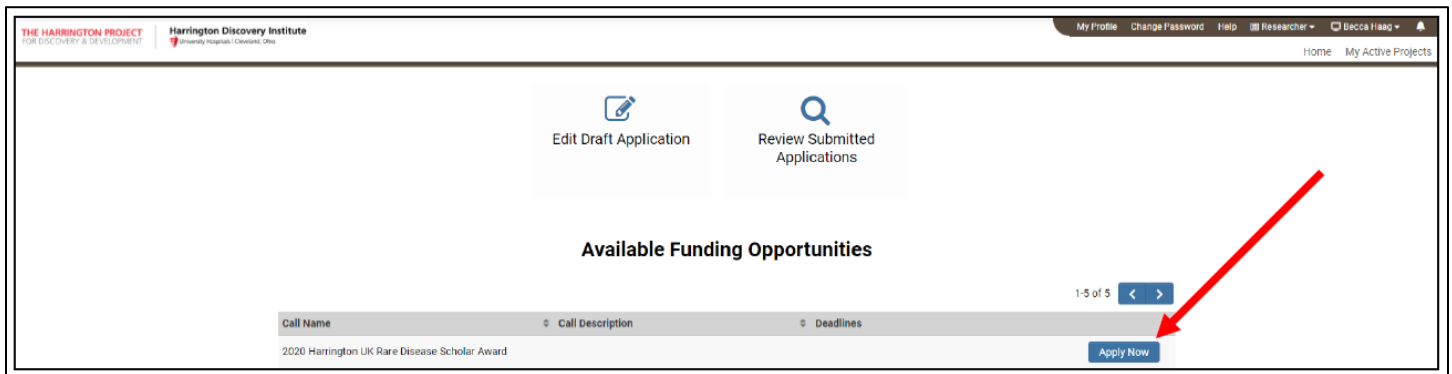 THE HARRINGTON PROJECT
FOR DISCOVERY & DEVELOPMENT
Harrington Discovery Institute
University Hospitals | Cleveland, Ohio
My Profile Change Password Help Researcher Becca Haag
Home My Active Projects
Edit Draft Application
Review Submitted
Applications
Available Funding Opportunities
1-5 of 5
Call Name Call Description Deadlines
2020 Harrington UK Rare Disease Scholar Award Apply Now